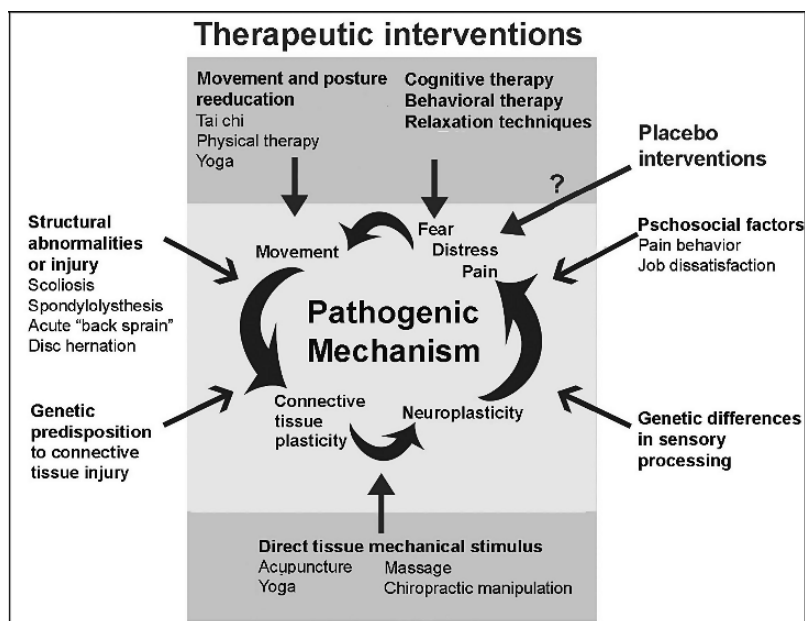 Therapeutic interventions
Movement and posture
reeducation
Tai chi
Physical therapy
Yoga
Cognitive therapy
Behavioral therapy
Relaxation techniques
Placebo
interventions
?
Structural
abnormalities
or injury
Scoliosis
Spondylolysthesis
Acute “back sprain”
Disc hernation
Pschosocial factors
Pain behavior
Job dissatisfaction
Movement
Fear
Distress
Pain
Pathogenic
Mechanism
Connective
tissue
plasticity
Neuroplasticity
Genetic
predisposition
to connective
tissue injury
Genetic differences
in sensory
processing
Direct tissue mechanical stimulus
Acupuncture
Yoga
Massage
Chiropractic manipulation